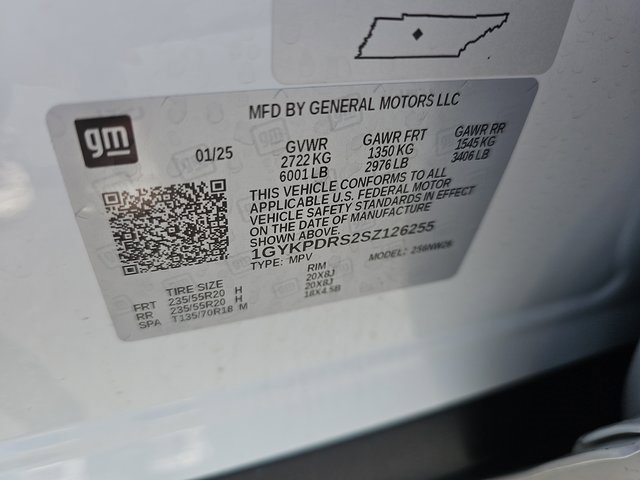 MFD BY GENERAL MOTORS LLC
gm
01/25
GVWR GAWR FRT GAWR RR
2722 KG 1350 KG 1545 KG
6001 LB 2976 LB 3406 LB
THIS VEHICLE CONFORMS TO ALL
APPLICABLE U.S. FEDERAL MOTOR
VEHICLE SAFETY STANDARDS IN EFFECT
ON THE DATE OF MANUFACTURE
SHOWN ABOVE.
1GYKPDRS2SZ126255
TYPE: MPV MODEL: 256NW26
TIRE SIZE RIM
FRT 235/55R20 H 20X8J
RR 235/55R20 H 20X8J
SPA T135/70R18 M 18X4.5B